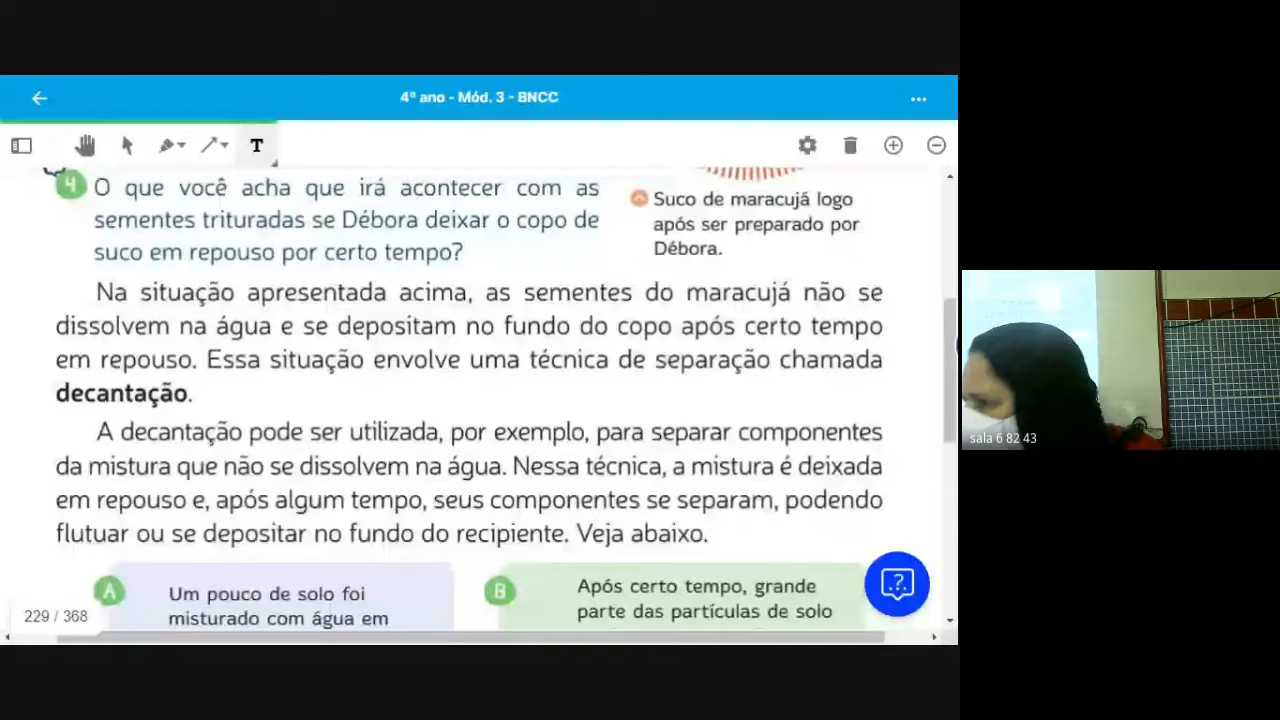 4º ano - Mód. 3 - BNCC
T
4 O que você acha que irá acontecer com as
sementes trituradas se Débora deixar o copo de
suco em repouso por certo tempo?
Suco de maracujá logo
após ser preparado por
Débora.
Na situação apresentada acima, as sementes do maracujá não se
dissolvem na água e se depositam no fundo do copo após certo tempo
em repouso. Essa situação envolve uma técnica de separação chamada
decantação.
A decantação pode ser utilizada, por exemplo, para separar componentes
da mistura que não se dissolvem na água. Nessa técnica, a mistura é deixada
em repouso e, após algum tempo, seus componentes se separam, podendo
flutuar ou se depositar no fundo do recipiente. Veja abaixo.
A Um pouco de solo foi
misturado com água em
B Após certo tempo, grande
parte das partículas de solo
229 / 368
sala 6 82 43